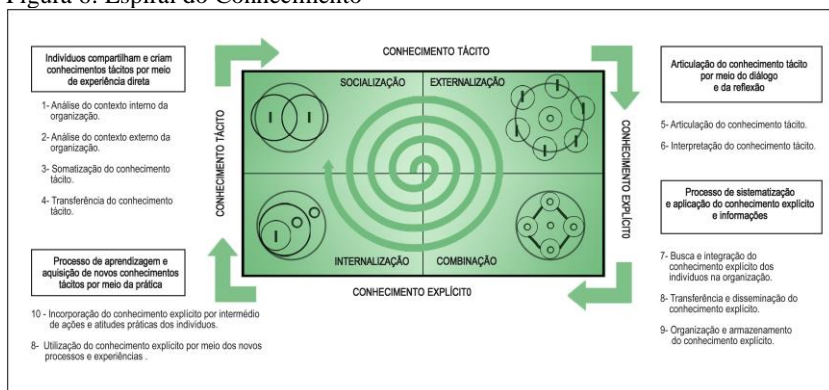 Figura 6: Espiral do Conhecimento
Indivíduos compartilham e criam
conhecimentos tácitos por meio
de experiência direta
1- Análise do contexto interno da
organização.
2- Análise do contexto externo da
organização.
3- Somatização do conhecimento
tácito.
4- Transferência do conhecimento
tácito.
Processo de aprendizagem e
aquisição de novos conhecimentos
tácitos por meio da prática
10 - Incorporação do conhecimento explícito por intermédio
de ações e atitudes práticas dos indivíduos.
8- Utilização do conhecimento explícito por meio dos novos
processos e experiências .
CONHECIMENTO TÁCITO
CONHECIMENTO TÁCITO
SOCIALIZAÇÃO
EXTERNALIZAÇÃO
I I
I I I I I I O
I O O
O O O O O
INTERNALIZAÇÃO
COMBINAÇÃO
CONHECIMENTO EXPLÍCIT0
CONHECIMENTO EXPLÍCIT0
Articulação do conhecimento tácito
por meio do diálogo
e da reflexão
5- Articulação do conhecimento tácito.
6- Interpretação do conhecimento tácito.
Processo de sistematização
e aplicação do conhecimento explícito
e informações
7- Busca e integração do
conhecimento explícito dos
indivíduos na organização.
8- Transferência e disseminação do
conhecimento explícito.
9- Organização e armazenamento
do conhecimento explícito.